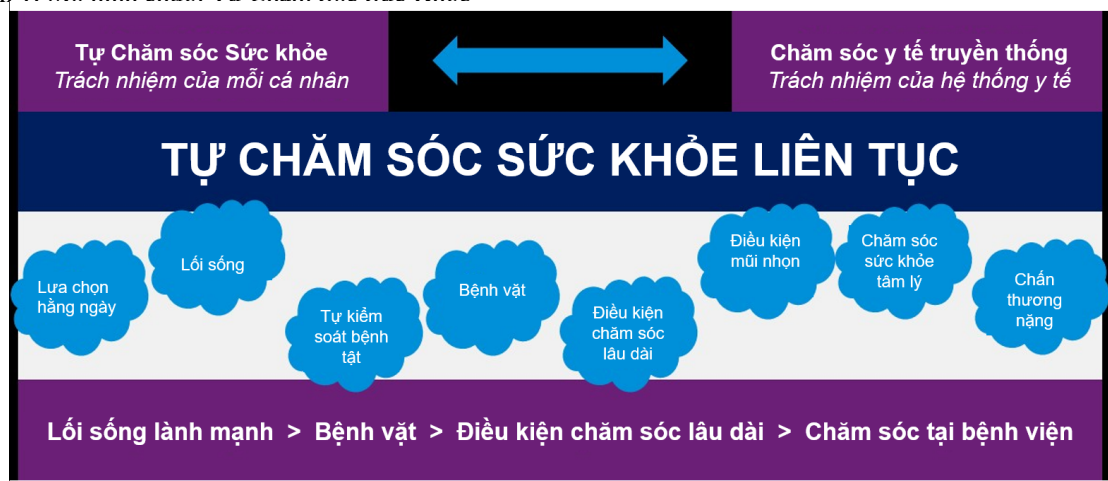 Tự Chăm sóc Sức khỏe
Trách nhiệm của mỗi cá nhân
Chăm sóc y tế truyền thống
Trách nhiệm của hệ thống y tế
TỰ CHĂM SÓC SỨC KHỎE LIÊN TỤC
Lưa chọn
hằng ngày
Lối sống
Tự kiểm
soát bệnh
tật
Bệnh vặt
Điều kiện
chăm sóc
lâu dài
Điều kiện
mũi nhọn
Chăm sóc
sức khỏe
tâm lý
Chấn
thương
nặng
Lối sống lành mạnh > Bệnh vặt > Điều kiện chăm sóc lâu dài > Chăm sóc tại bệnh viện